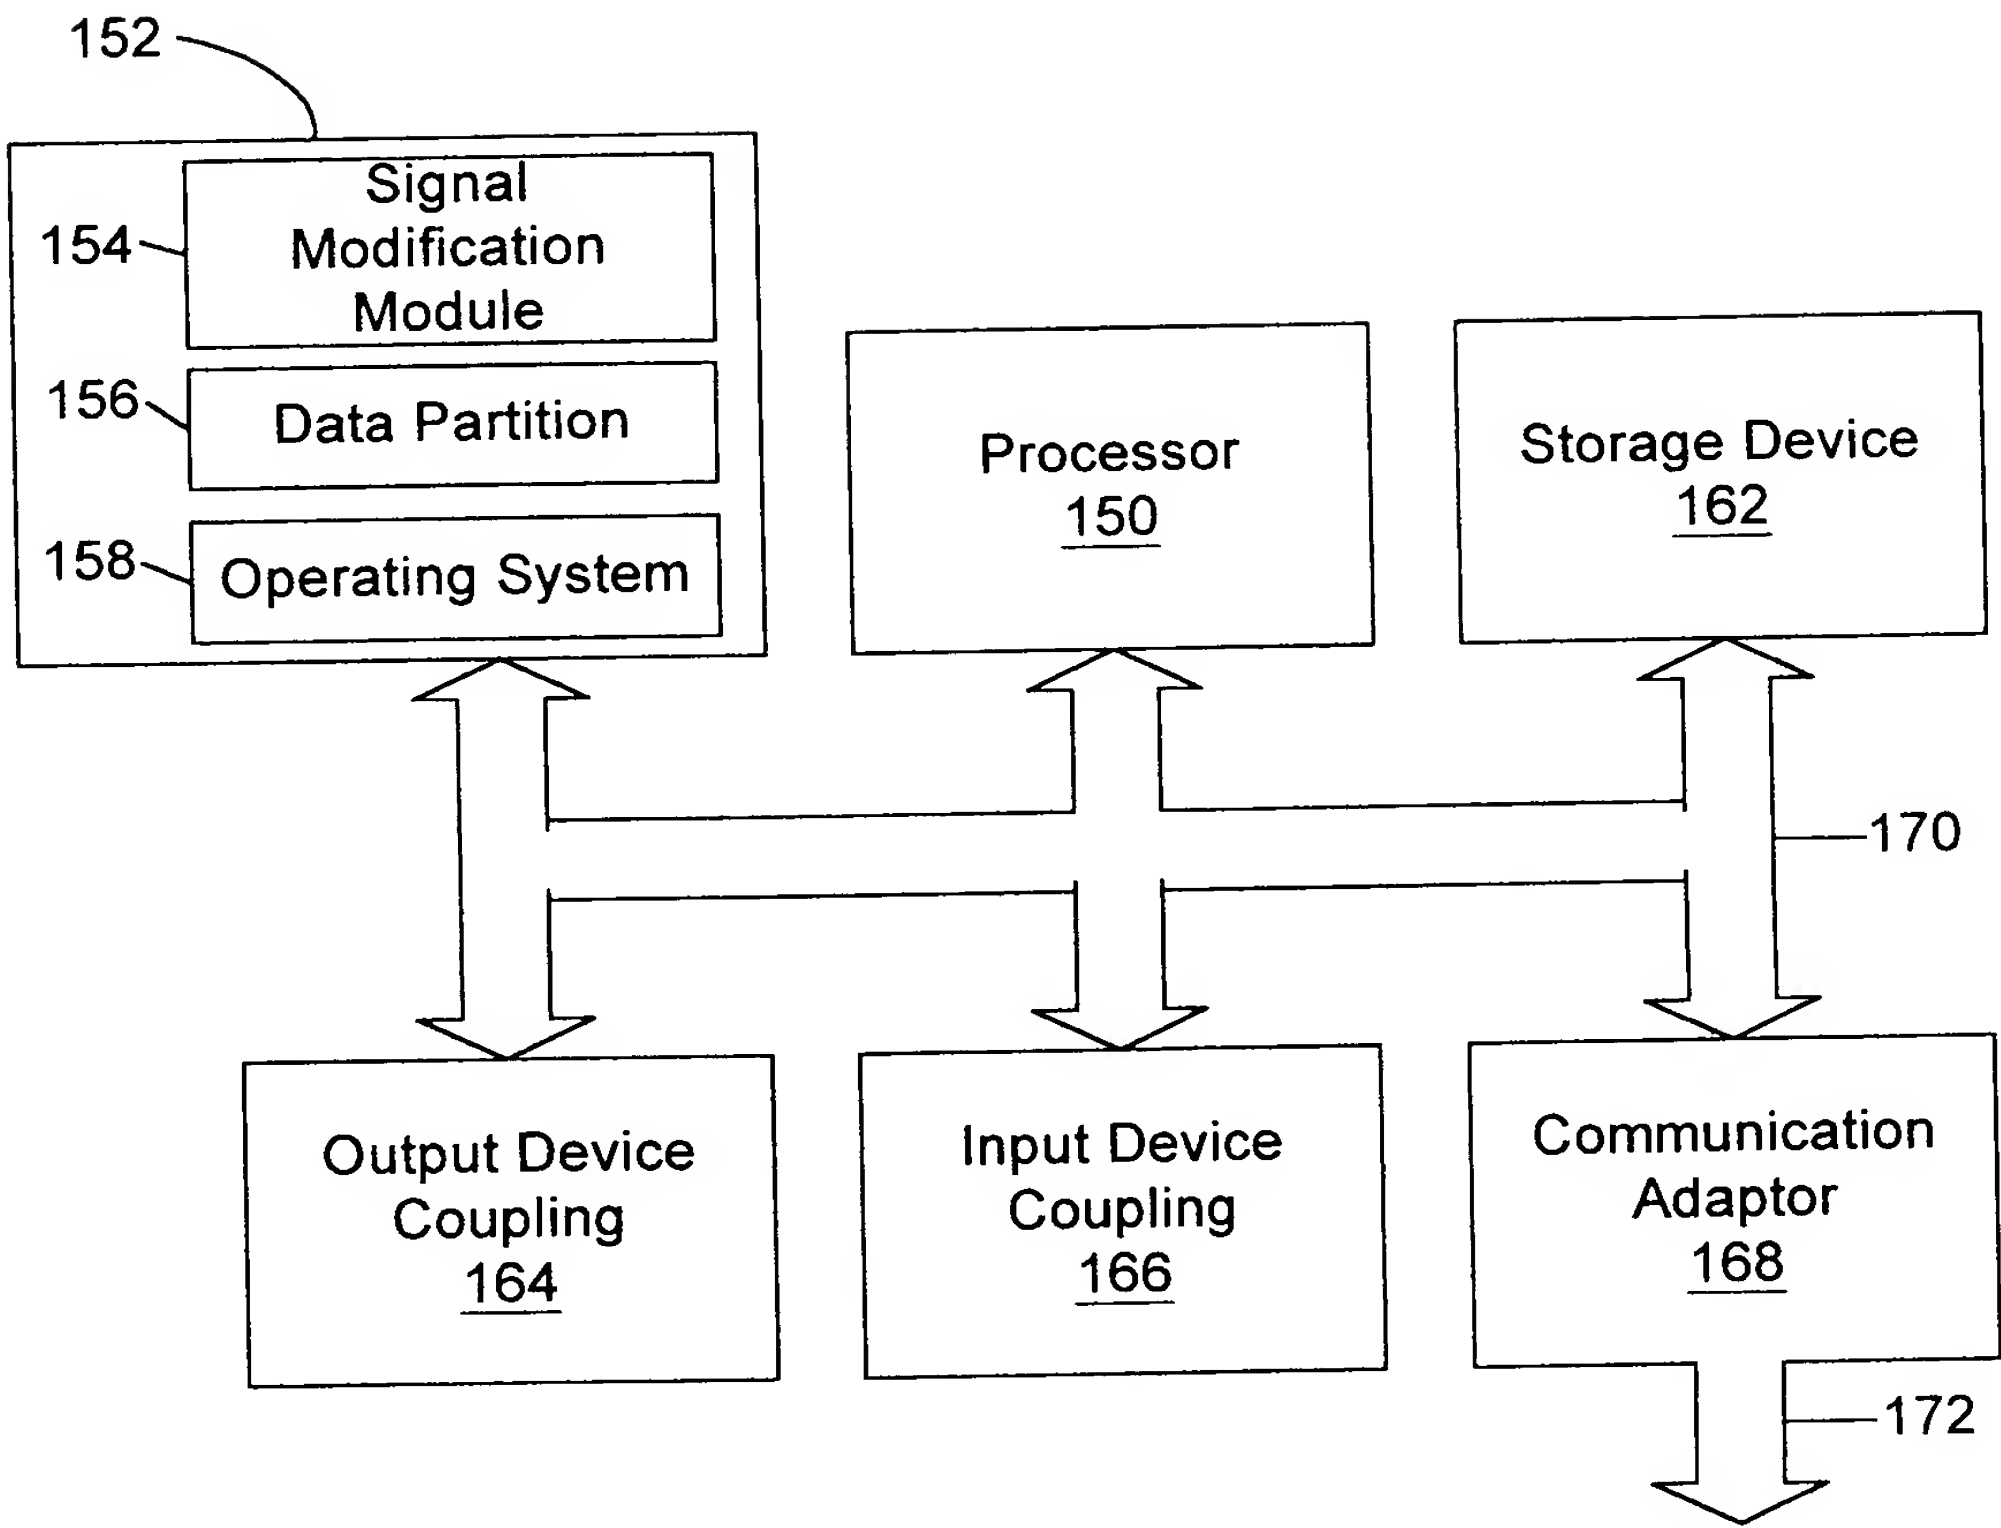 152
Signal
Modification
Module
154
156
Data Partition
158
Operating System
Processor
150
Storage Device
162
170
Output Device
Coupling
164
Input Device
Coupling
166
Communication
Adaptor
168
172